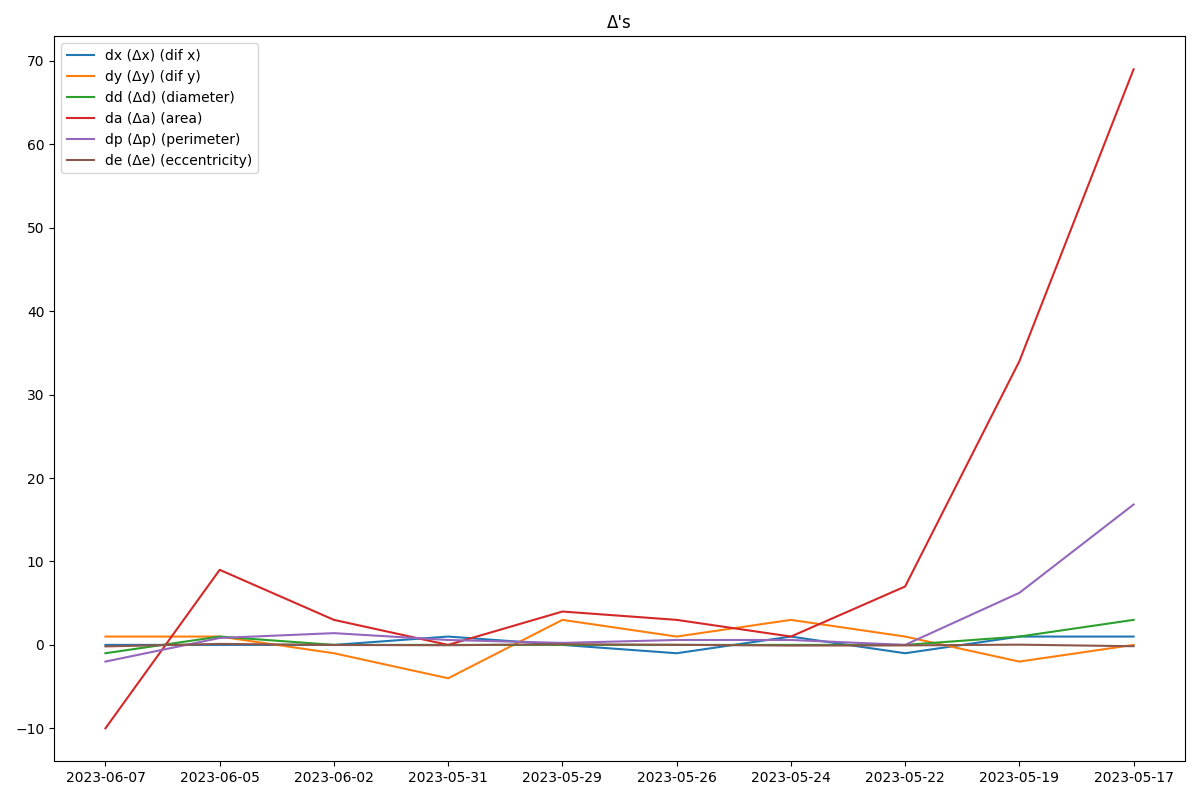 Δ's
dx (Δx) (dif x)
dy (Δy) (dif y)
dd (Δd) (diameter)
da (Δa) (area)
dp (Δp) (perimeter)
de (Δe) (eccentricity)
70
60
50
40
30
20
10
0
−10
2023-06-07 2023-06-05 2023-06-02 2023-05-31 2023-05-29 2023-05-26 2023-05-24 2023-05-22 2023-05-19 2023-05-17